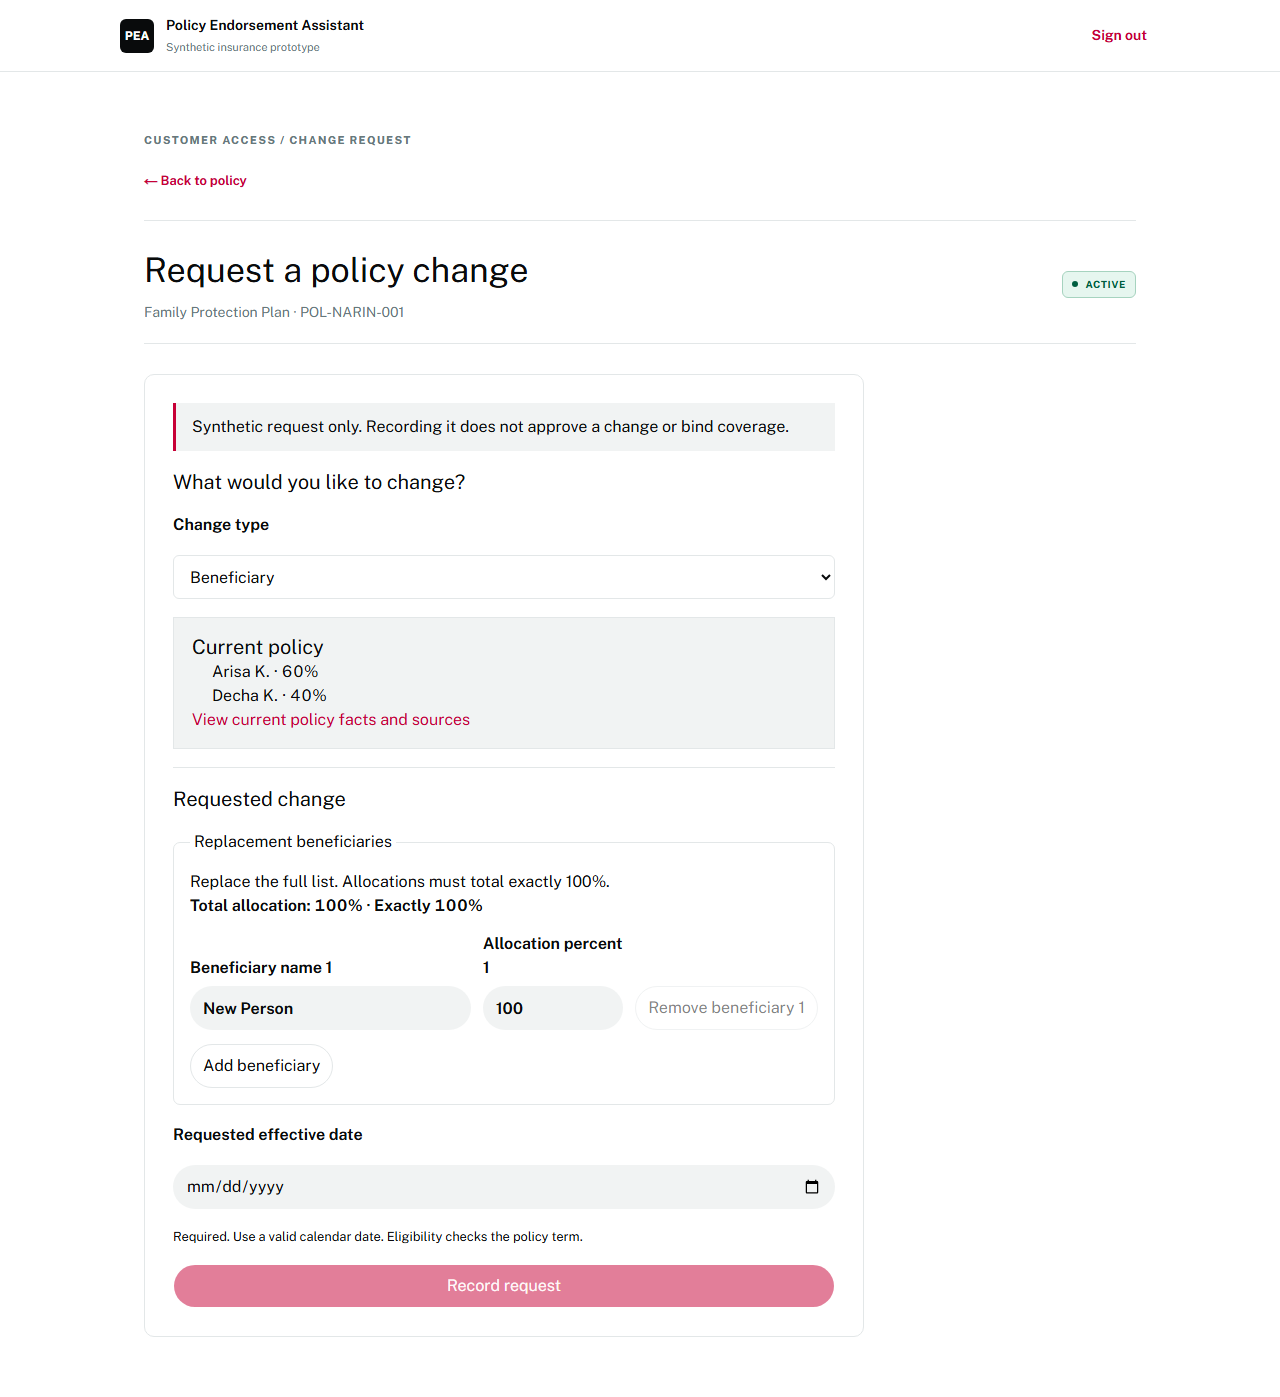 PEA
Policy Endorsement Assistant
Synthetic insurance prototype
Sign out
CUSTOMER ACCESS / CHANGE REQUEST
← Back to policy
Request a policy change
Family Protection Plan · POL-NARIN-001
ACTIVE
Synthetic request only. Recording it does not approve a change or bind coverage.
What would you like to change?
Change type
Beneficiary
Current policy
Arisa K. · 60%
Decha K. · 40%
View current policy facts and sources
Requested change
Replacement beneficiaries
Replace the full list. Allocations must total exactly 100%.
Total allocation: 100% · Exactly 100%
Beneficiary name 1
Allocation percent
1
New Person
100
Remove beneficiary 1
Add beneficiary
Requested effective date
mm/dd/yyyy
Required. Use a valid calendar date. Eligibility checks the policy term.
Record request